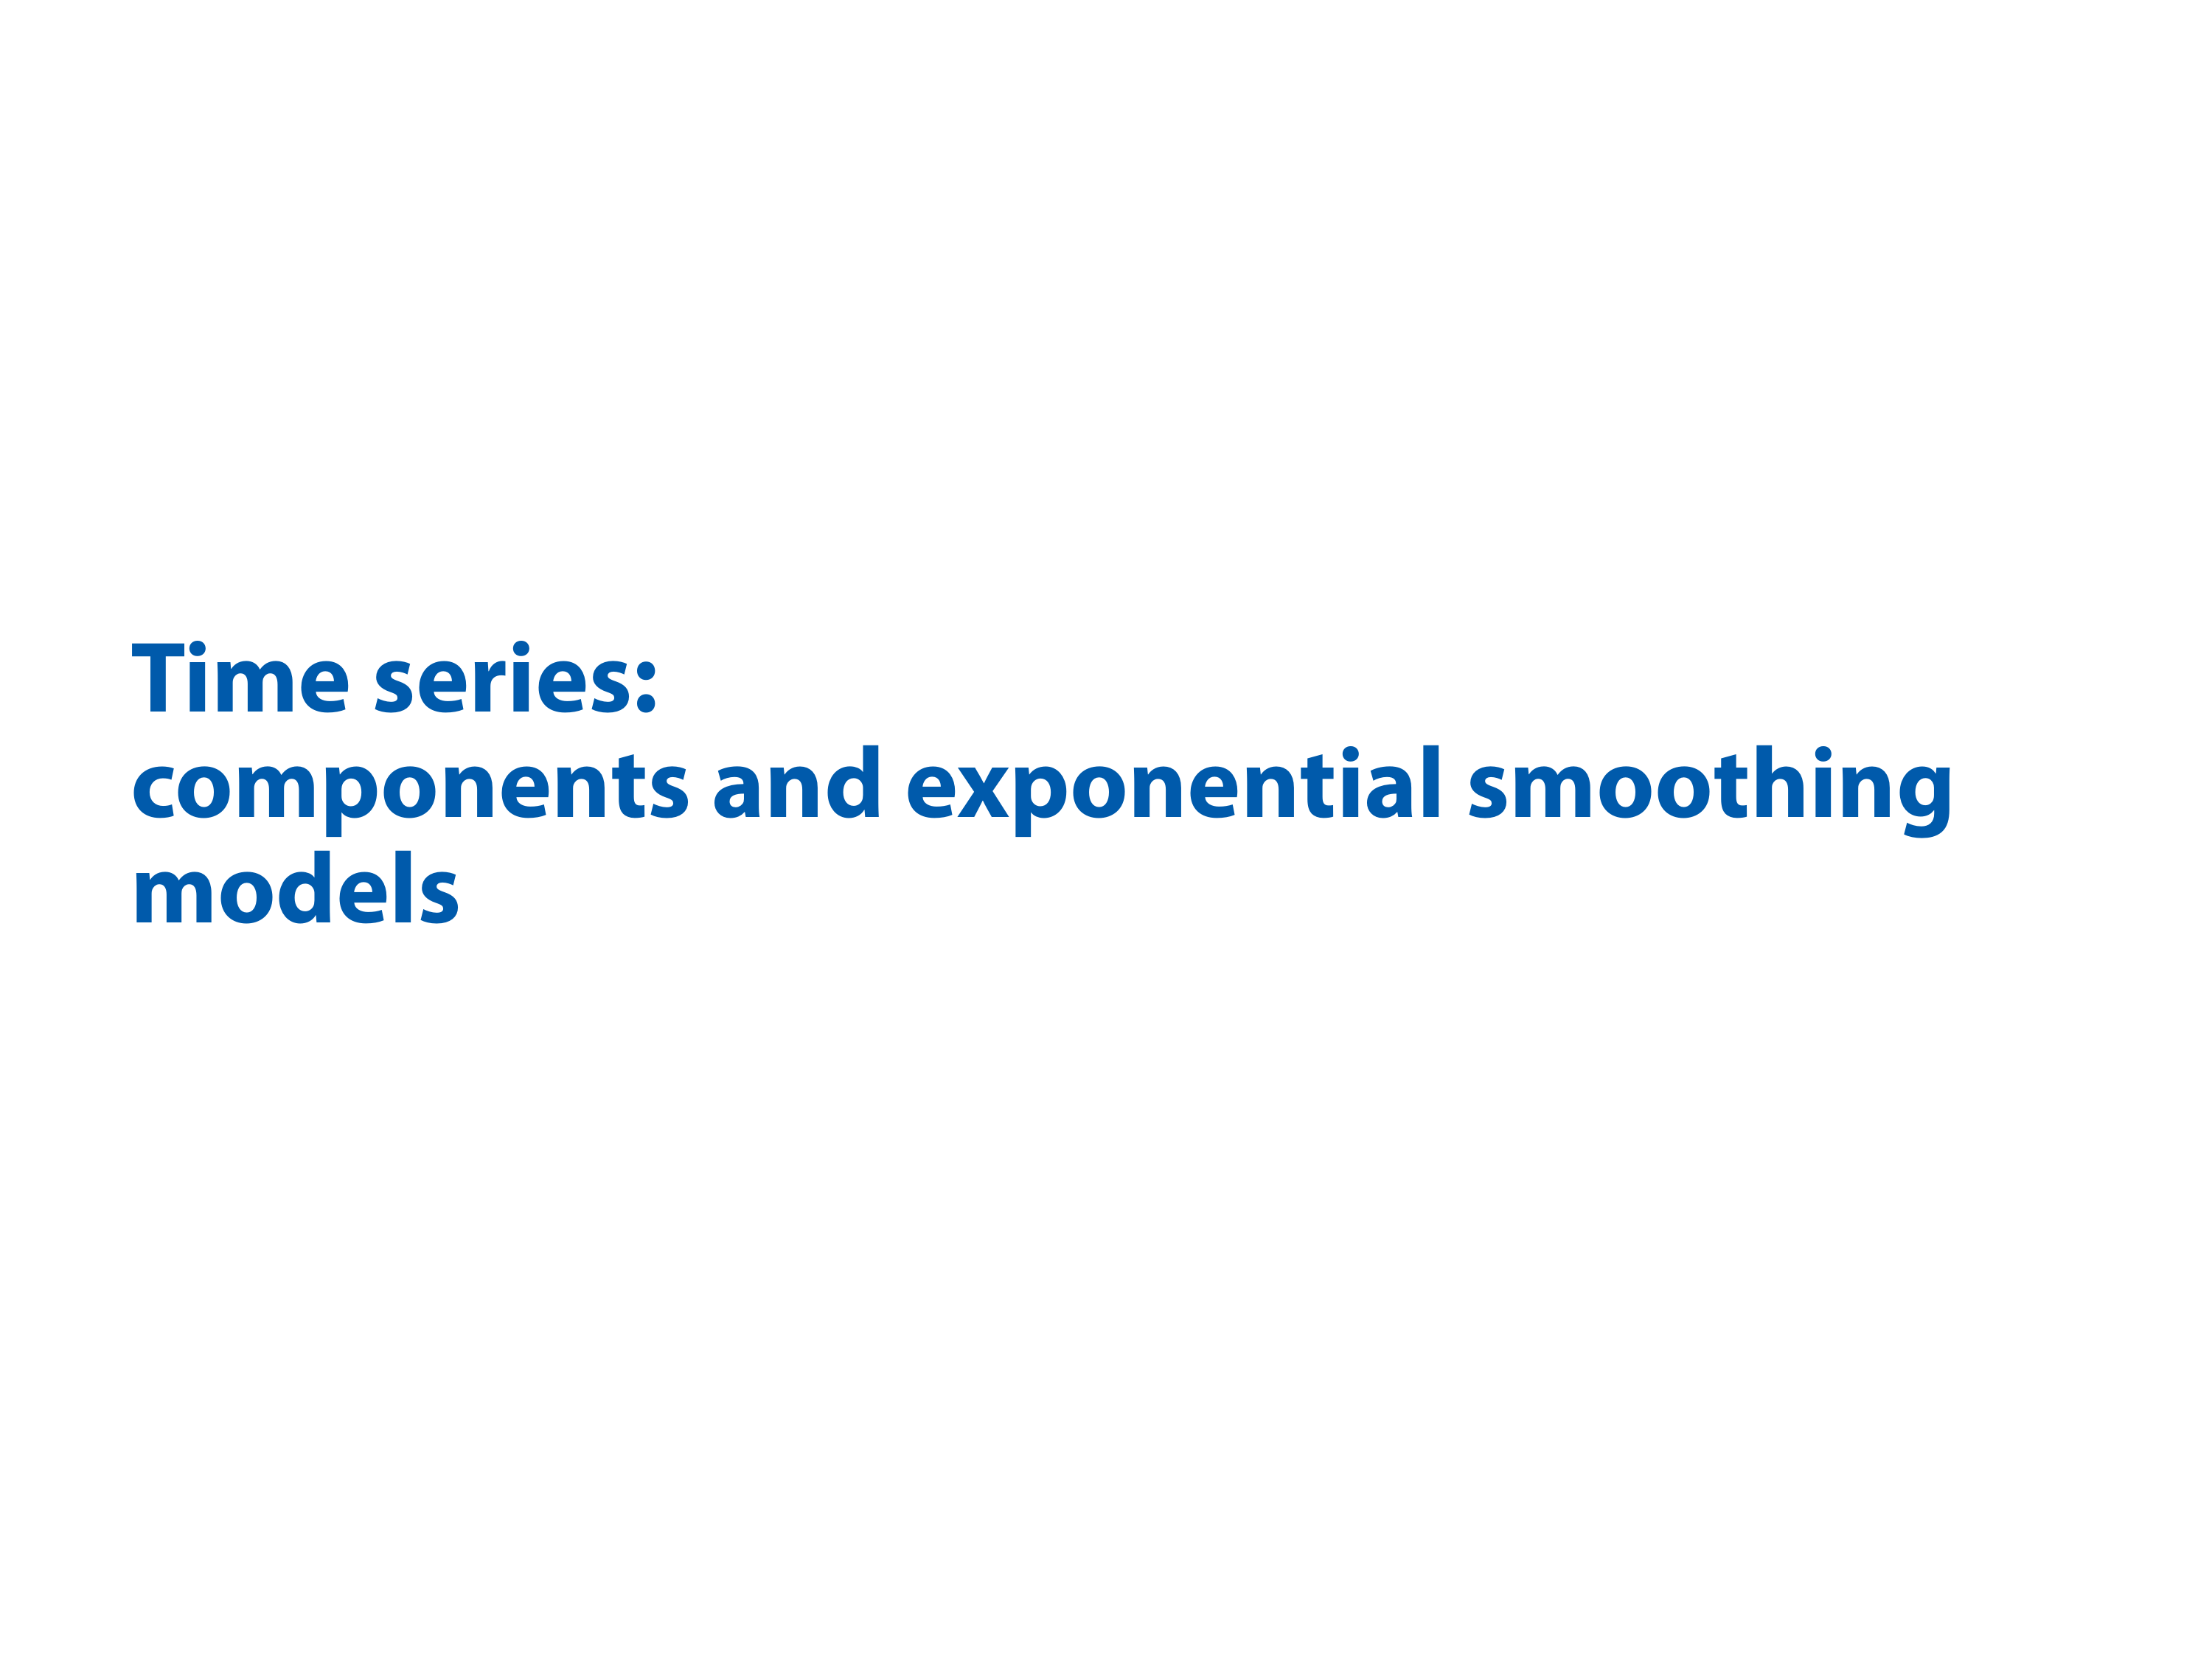 Time series:
components and exponential smoothing
models